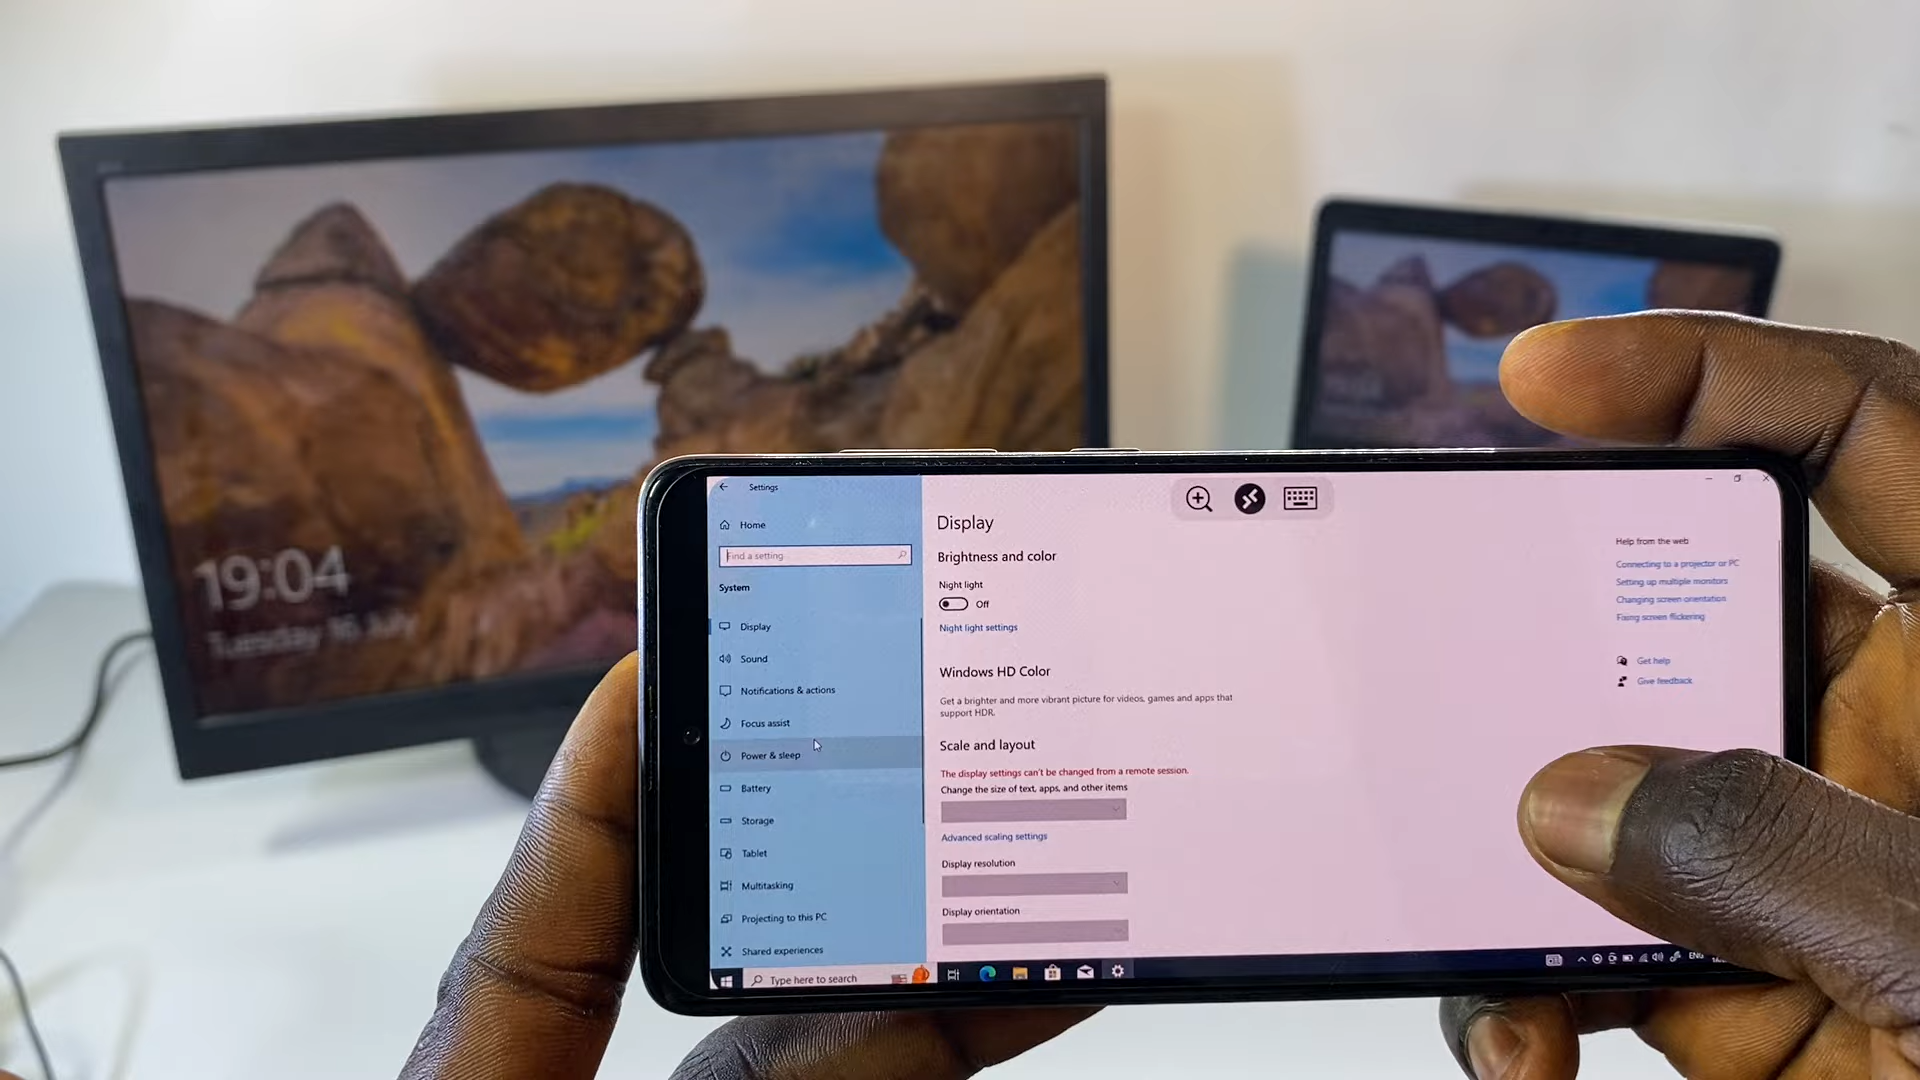 19:04
Tuesday 16 July
Settings
Home
Find a setting
System
Display
Sound
Notifications & actions
Focus assist
Power & sleep
Battery
Storage
Tablet
Multitasking
Projecting to this PC
Shared experiences
Type here to search
Display
Brightness and color
Night light
Off
Night light settings
Windows HD Color
Get a brighter and more vibrant picture for videos, games and apps that
support HDR.
Scale and layout
The display settings can't be changed from a remote session.
Change the size of text, apps, and other items
Advanced scaling settings
Display resolution
Display orientation
Help from the web
Connecting to a projector or PC
Setting up multiple monitors
Changing screen orientation
Fixing screen flickering
Get help
Give feedback
ENG